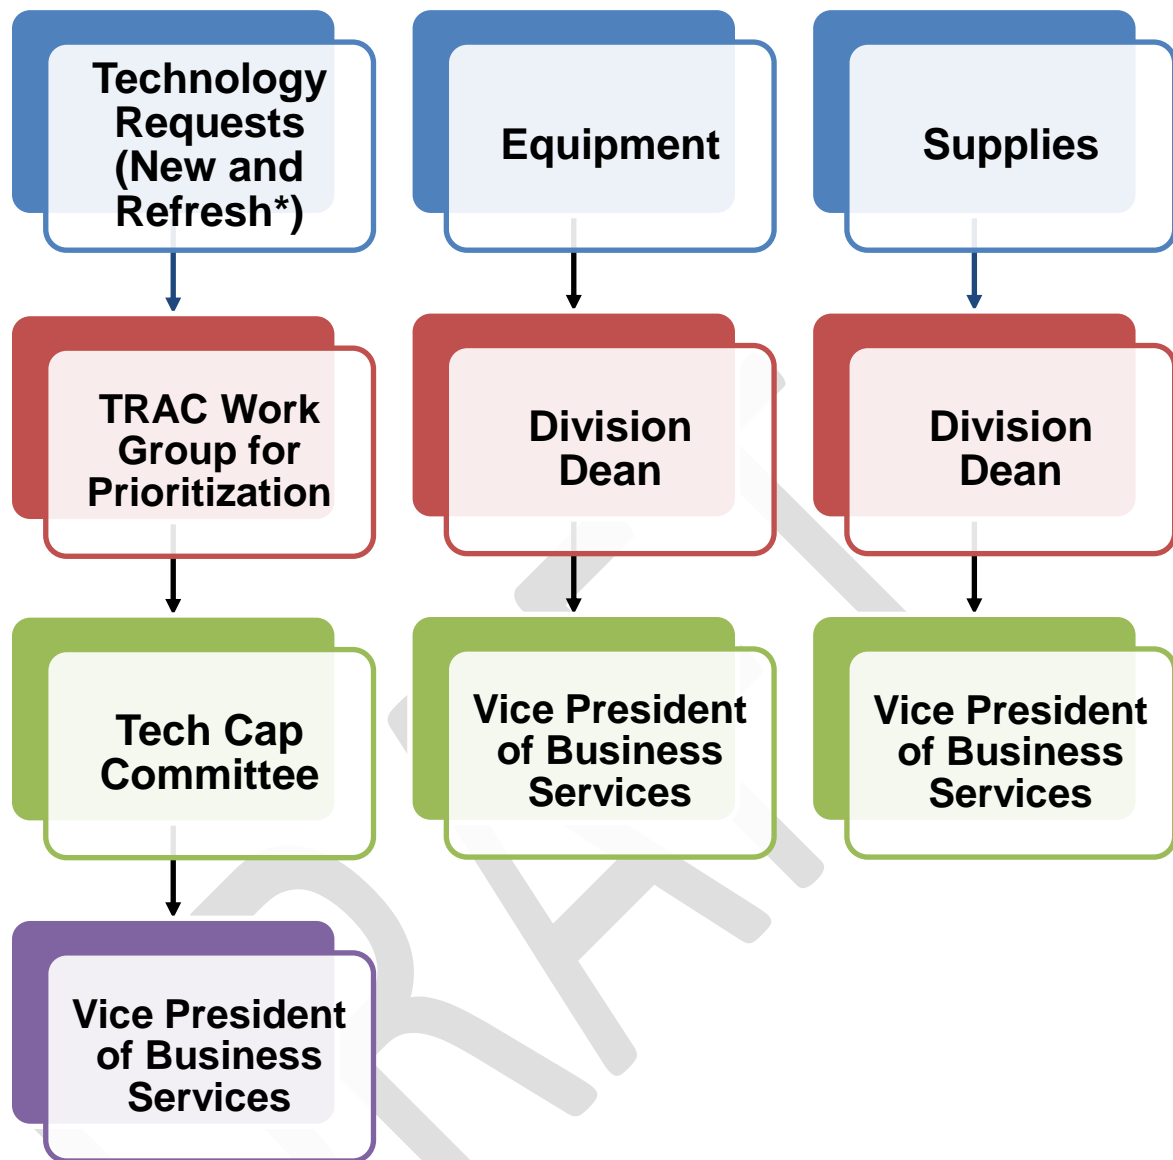 Technology
Requests
(New and
Refresh*)
Equipment
Supplies
TRAC Work
Group for
Prioritization
Division
Dean
Division
Dean
Tech Cap
Committee
Vice President
of Business
Services
Vice President
of Business
Services
Vice President
of Business
Services
DRAFT